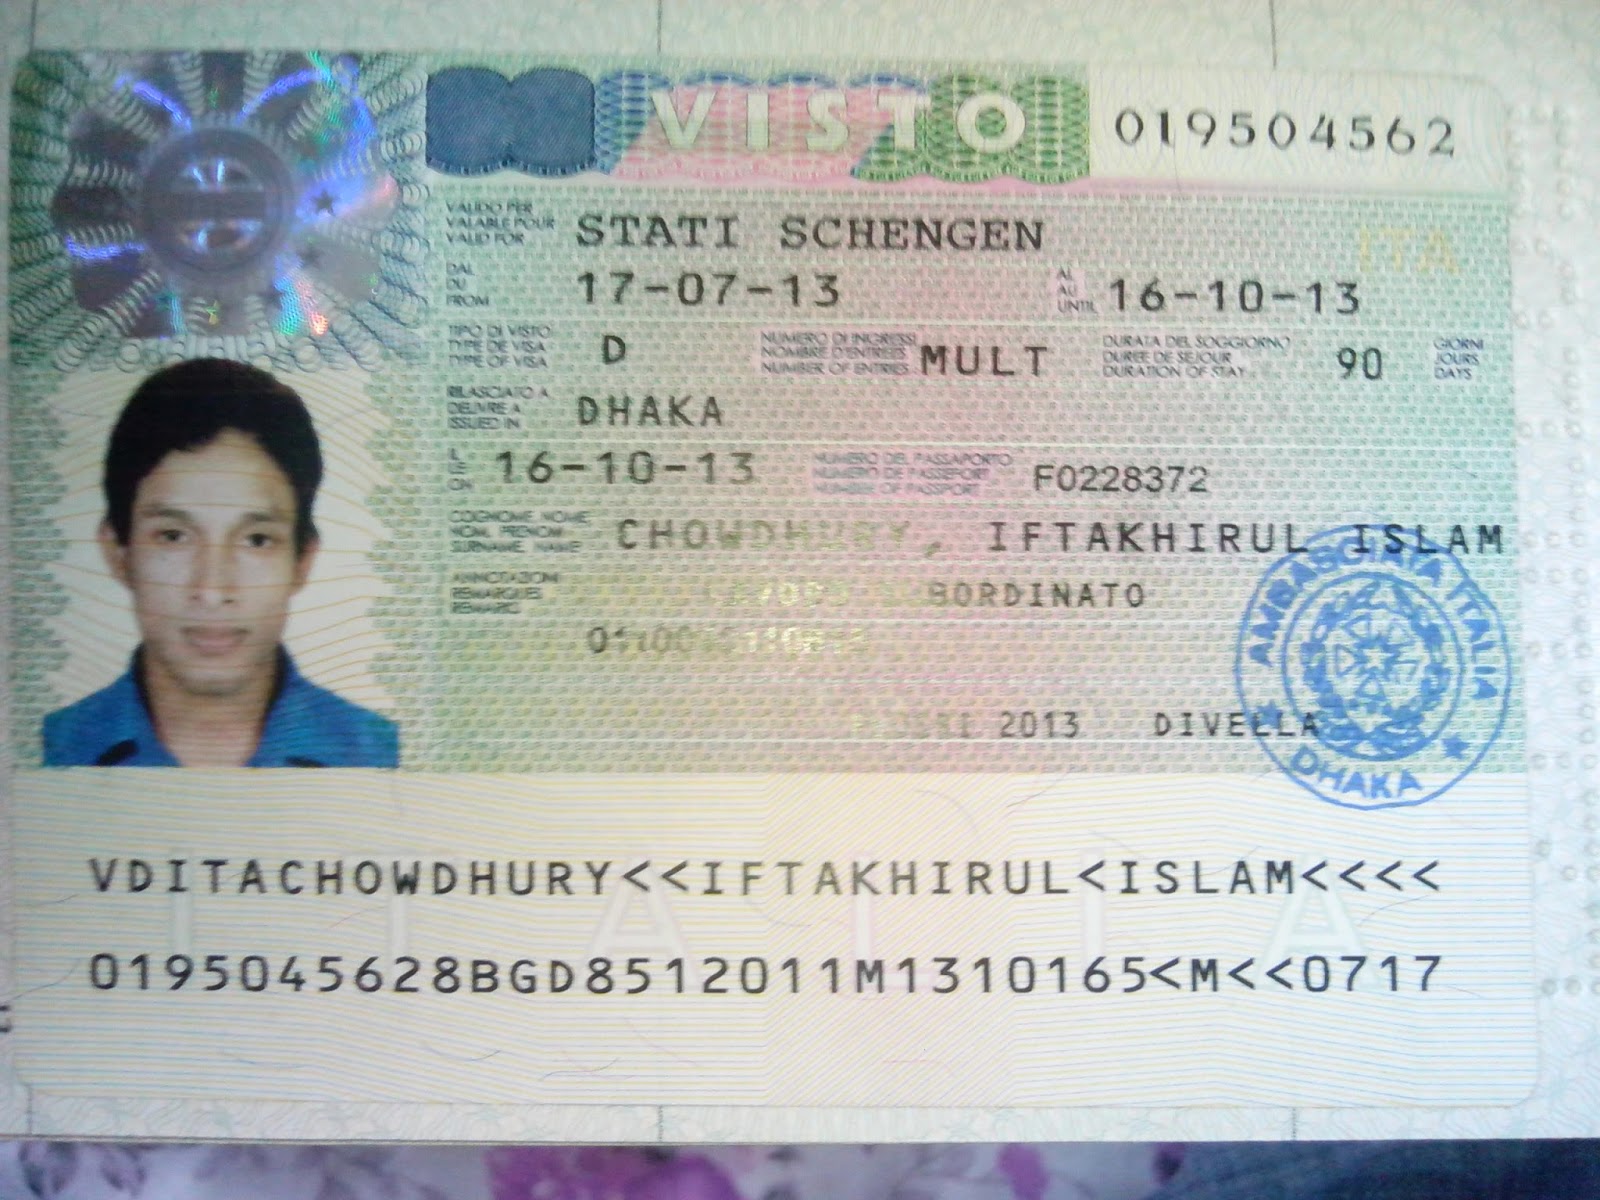 VISTO 019504562
VALIDO PER
VALABLE POUR
VALID FOR
STATI SCHENGEN
ITA
DAL
DU
FROM
17-07-13
AL
AU
UNTIL
16-10-13
TIPO DI VISTO
TYPE DE VISA
TYPE OF VISA
D
NUMERO DI INGRESSI
NOMBRE D'ENTREES
NUMBER OF ENTRIES
MULT
DURATA DEL SOGGIORNO
DUREE DE SEJOUR
DURATION OF STAY
90
GIORNI
JOURS
DAYS
RILASCIATO A
DELIVRE A
ISSUED IN
DHAKA
IL
LE
ON
16-10-13
NUMERO DEL PASSAPORTO
NUMERO DE PASSEPORT
NUMBER OF PASSPORT
F0228372
COGNOME, NOME
NOM, PRENOM
SURNAME, NAME
CHOWDHURY, IFTAKHIRUL ISLAM
ANNOTAZIONI
REMARQUES
REMARKS
BORDINATO
2013 DIVELLA
AMBASCIATA ITALIA
DHAKA
VDITACHOWDHURY<<IFTAKHIRUL<ISLAM<<<<
ITALIA
0195045628BGD8512011M1310165<M<<0717